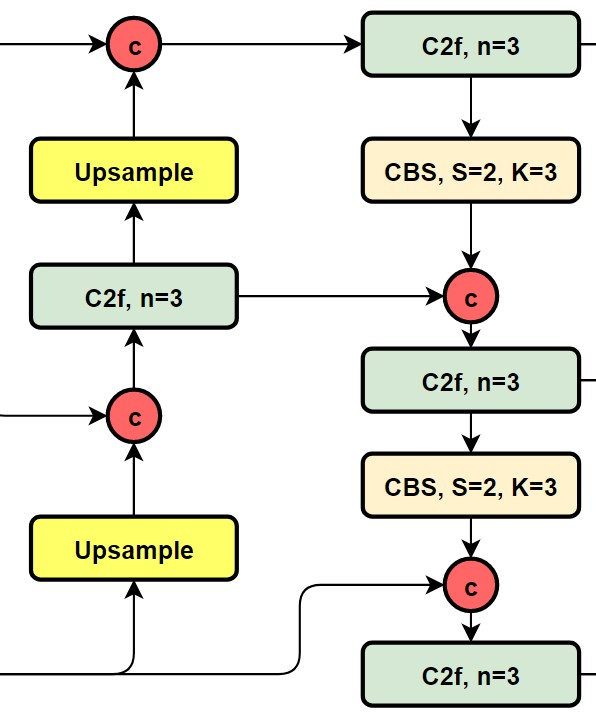 c
C2f, n=3
Upsample
CBS, S=2, K=3
C2f, n=3
c
C2f, n=3
c
CBS, S=2, K=3
Upsample
c
C2f, n=3